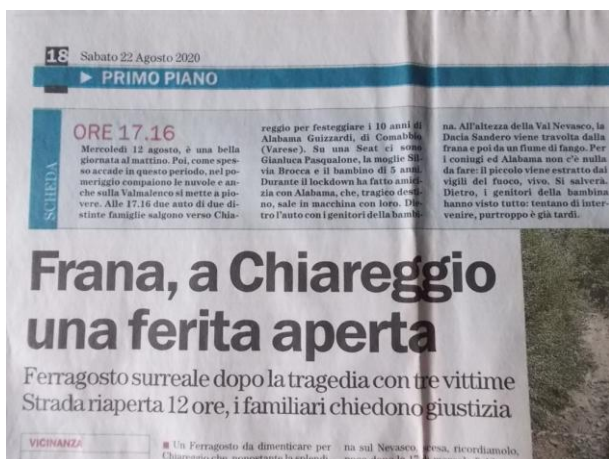 18 Sabato 22 Agosto 2020
▶ PRIMO PIANO
SCHEDA
ORE 17.16
Mercoledì 12 agosto, è una bella
giornata al mattino. Poi, come spes-
so accade in questo periodo, nel po-
meriggio compaiono le nuvole e an-
che sulla Valmalenco si mette a pio-
vere. Alle 17.16 due auto di due di-
stinte famiglie salgono verso Chia-
reggio per festeggiare i 10 anni di
Alabama Guizzardi, di Comabbio
(Varese). Su una Seat ci sono
Gianluca Pasqualone, la moglie Sil-
via Brocca e il bambino di 5 anni.
Durante il lockdown ha fatto amici-
zia con Alabama, che, tragico desti-
no, sale in macchina con loro. Die-
tro l'auto con i genitori della bambi-
na. All'altezza della Val Nevasco, la
Dacia Sandero viene travolta dalla
frana e poi da un fiume di fango. Per
i coniugi ed Alabama non c'è nulla
da fare: il piccolo viene estratto dai
vigili del fuoco, vivo. Si salverà.
Dietro, i genitori della bambina
hanno visto tutto: tentano di inter-
venire, purtroppo è già tardi.
Frana, a Chiareggio
una ferita aperta
Ferragosto surreale dopo la tragedia con tre vittime
Strada riaperta 12 ore, i familiari chiedono giustizia
VICINANZA
■ Un Ferragosto da dimenticare per
Chiareggio che, nonostante la splendi-
na sul Nevasco, scesa, ricordiamolo,